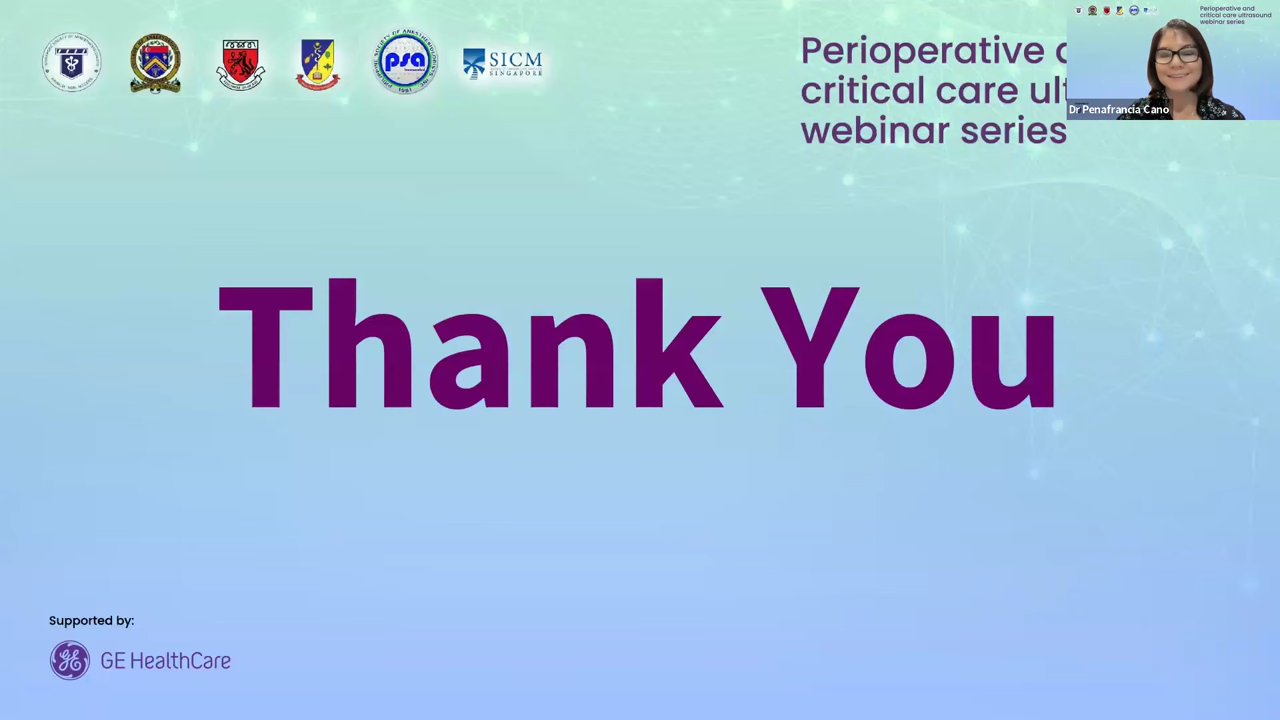 psa
SICM
SINGAPORE
Perioperative
critical care
webinar series
Perioperative and
critical care ultrasound
webinar series
Dr Penafrancia Cano
Thank You
Supported by:
GE HealthCare